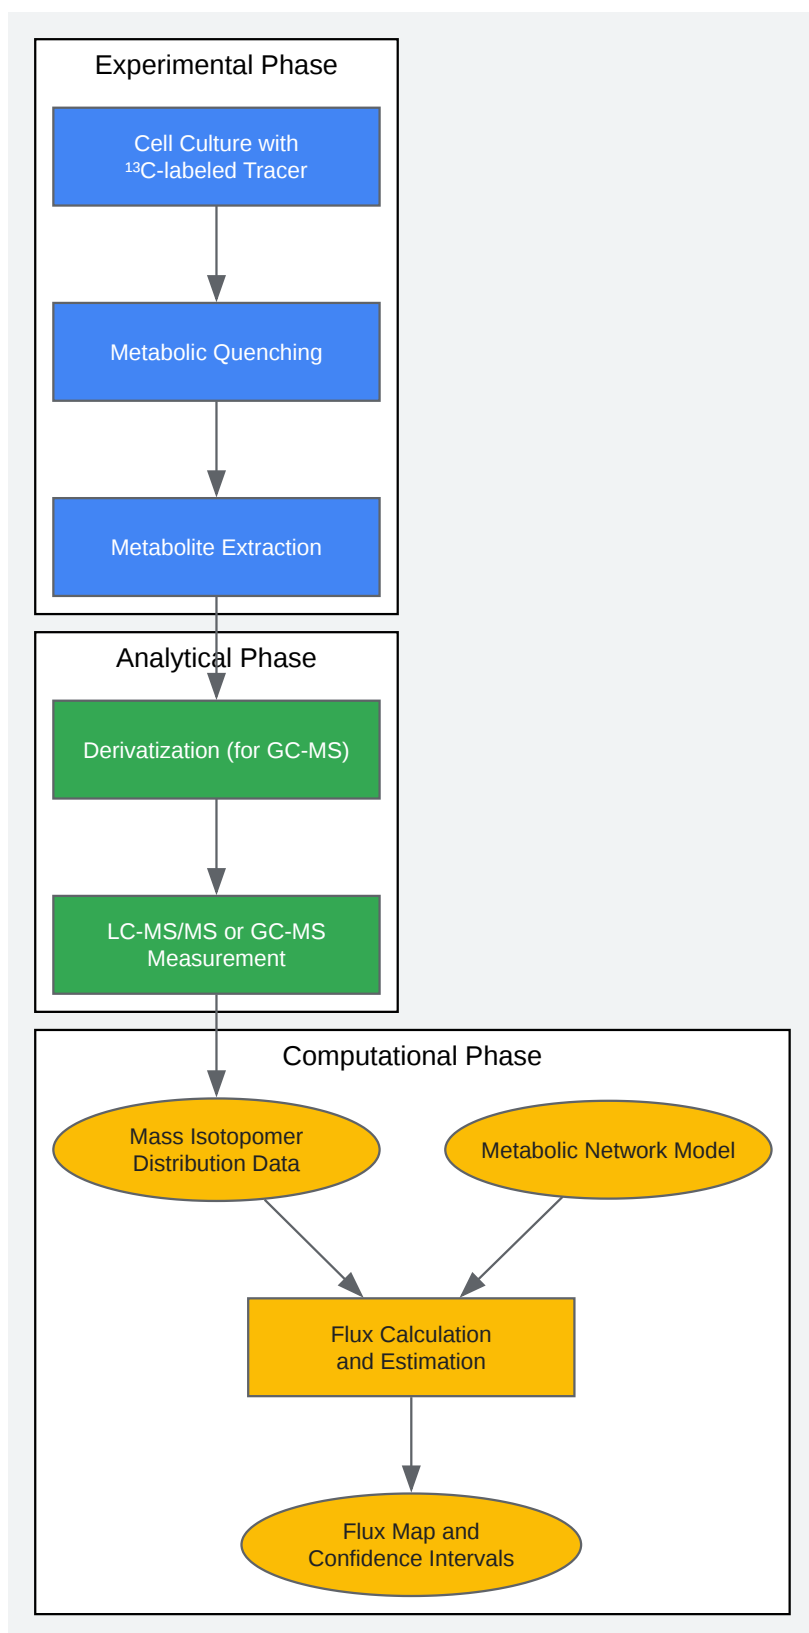 Experimental Phase
Cell Culture with
¹³C-labeled Tracer
Metabolic Quenching
Metabolite Extraction
Analytical Phase
Derivatization (for GC-MS)
LC-MS/MS or GC-MS
Measurement
Computational Phase
Mass Isotopomer
Distribution Data
Metabolic Network Model
Flux Calculation
and Estimation
Flux Map and
Confidence Intervals